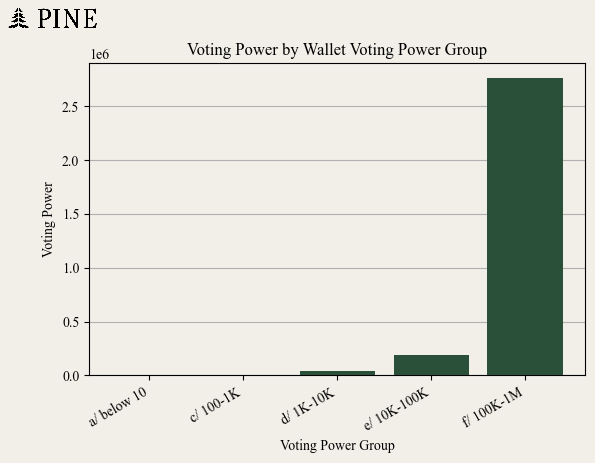 PINE
Voting Power by Wallet Voting Power Group
1e6
Voting Power
2.5
2.0
1.5
1.0
0.5
0.0
a/ below 10
c/ 100-1K
d/ 1K-10K
e/ 10K-100K
f/ 100K-1M
Voting Power Group